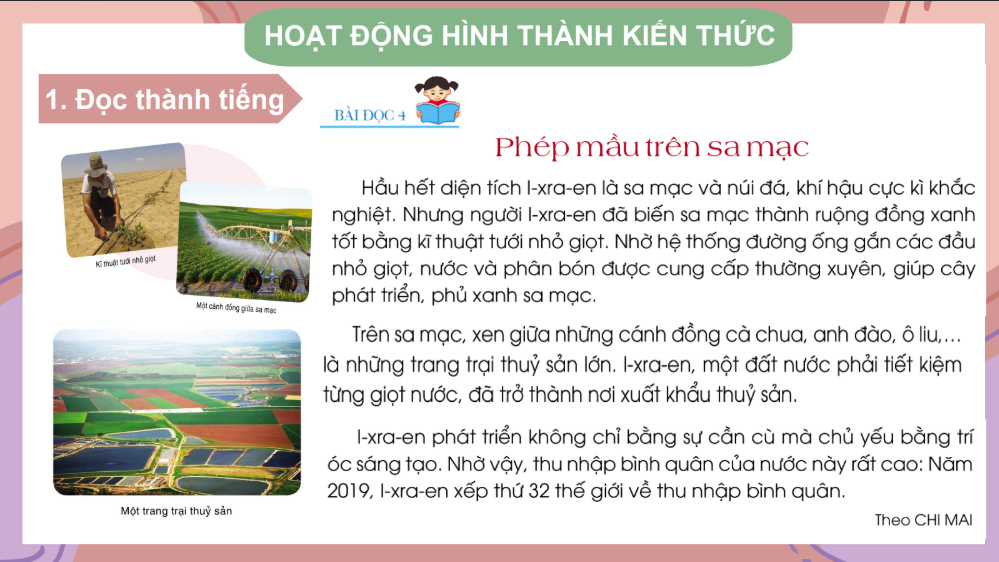 HOẠT ĐỘNG HÌNH THÀNH KIẾN THỨC
1. Đọc thành tiếng
BÀI ĐỌC 4
Phép mầu trên sa mạc
Hầu hết diện tích I-xra-en là sa mạc và núi đá, khí hậu cực kì khắc
nghiệt. Nhưng người I-xra-en đã biến sa mạc thành ruộng đồng xanh
tốt bằng kĩ thuật tưới nhỏ giọt. Nhờ hệ thống đường ống gắn các đầu
nhỏ giọt, nước và phân bón được cung cấp thường xuyên, giúp cây
phát triển, phủ xanh sa mạc.
Trên sa mạc, xen giữa những cánh đồng cà chua, anh đào, ô liu,...
là những trang trại thuỷ sản lớn. I-xra-en, một đất nước phải tiết kiệm
từng giọt nước, đã trở thành nơi xuất khẩu thuỷ sản.
I-xra-en phát triển không chỉ bằng sự cần cù mà chủ yếu bằng trí
óc sáng tạo. Nhờ vậy, thu nhập bình quân của nước này rất cao: Năm
2019, I-xra-en xếp thứ 32 thế giới về thu nhập bình quân.
Theo CHI MAI
Kĩ thuật tưới nhỏ giọt
Một cánh đồng giữa sa mạc
Một trang trại thuỷ sản